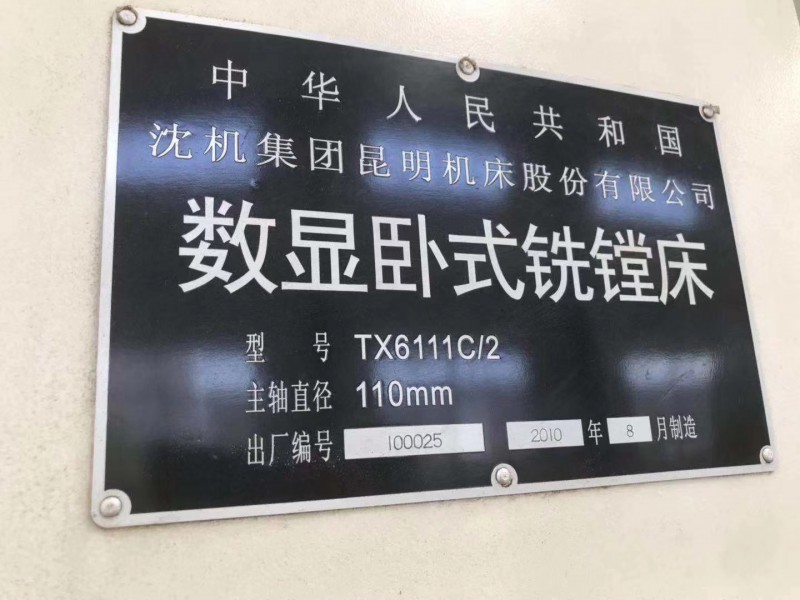 中华人民共和国
沈机集团昆明机床股份有限公司
数显卧式铣镗床
型 号 TX6111C/2
主轴直径 110mm
出厂编号 100025 2010 年 8 月制造